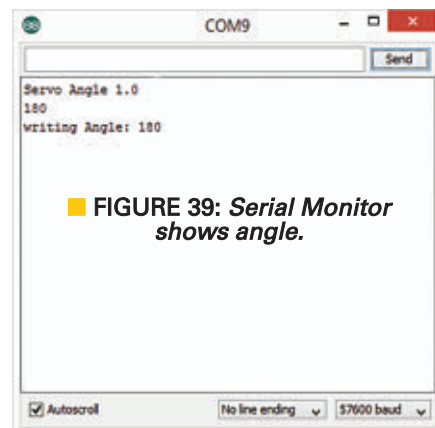 COM9
Send
Servo Angle 1.0
180
writing Angle: 180
FIGURE 39: Serial Monitor
shows angle.
Autoscroll
No line ending
57600 baud